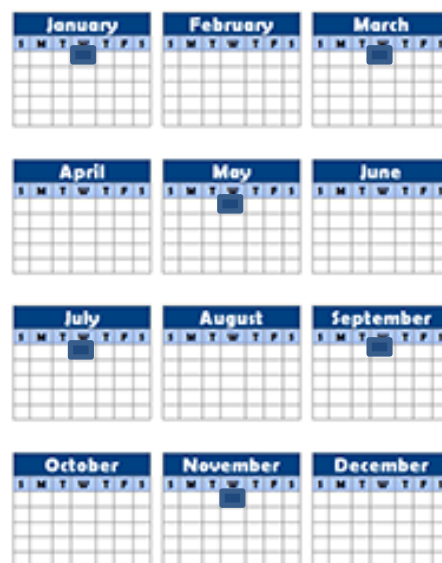 January February March
S M T W T F S S M T W T F S S M T W T F S
April May June
S M T W T F S S M T W T F S S M T W T F S
July August September
S M T W T F S S M T W T F S S M T W T F S
October November December
S M T W T F S S M T W T F S S M T W T F S